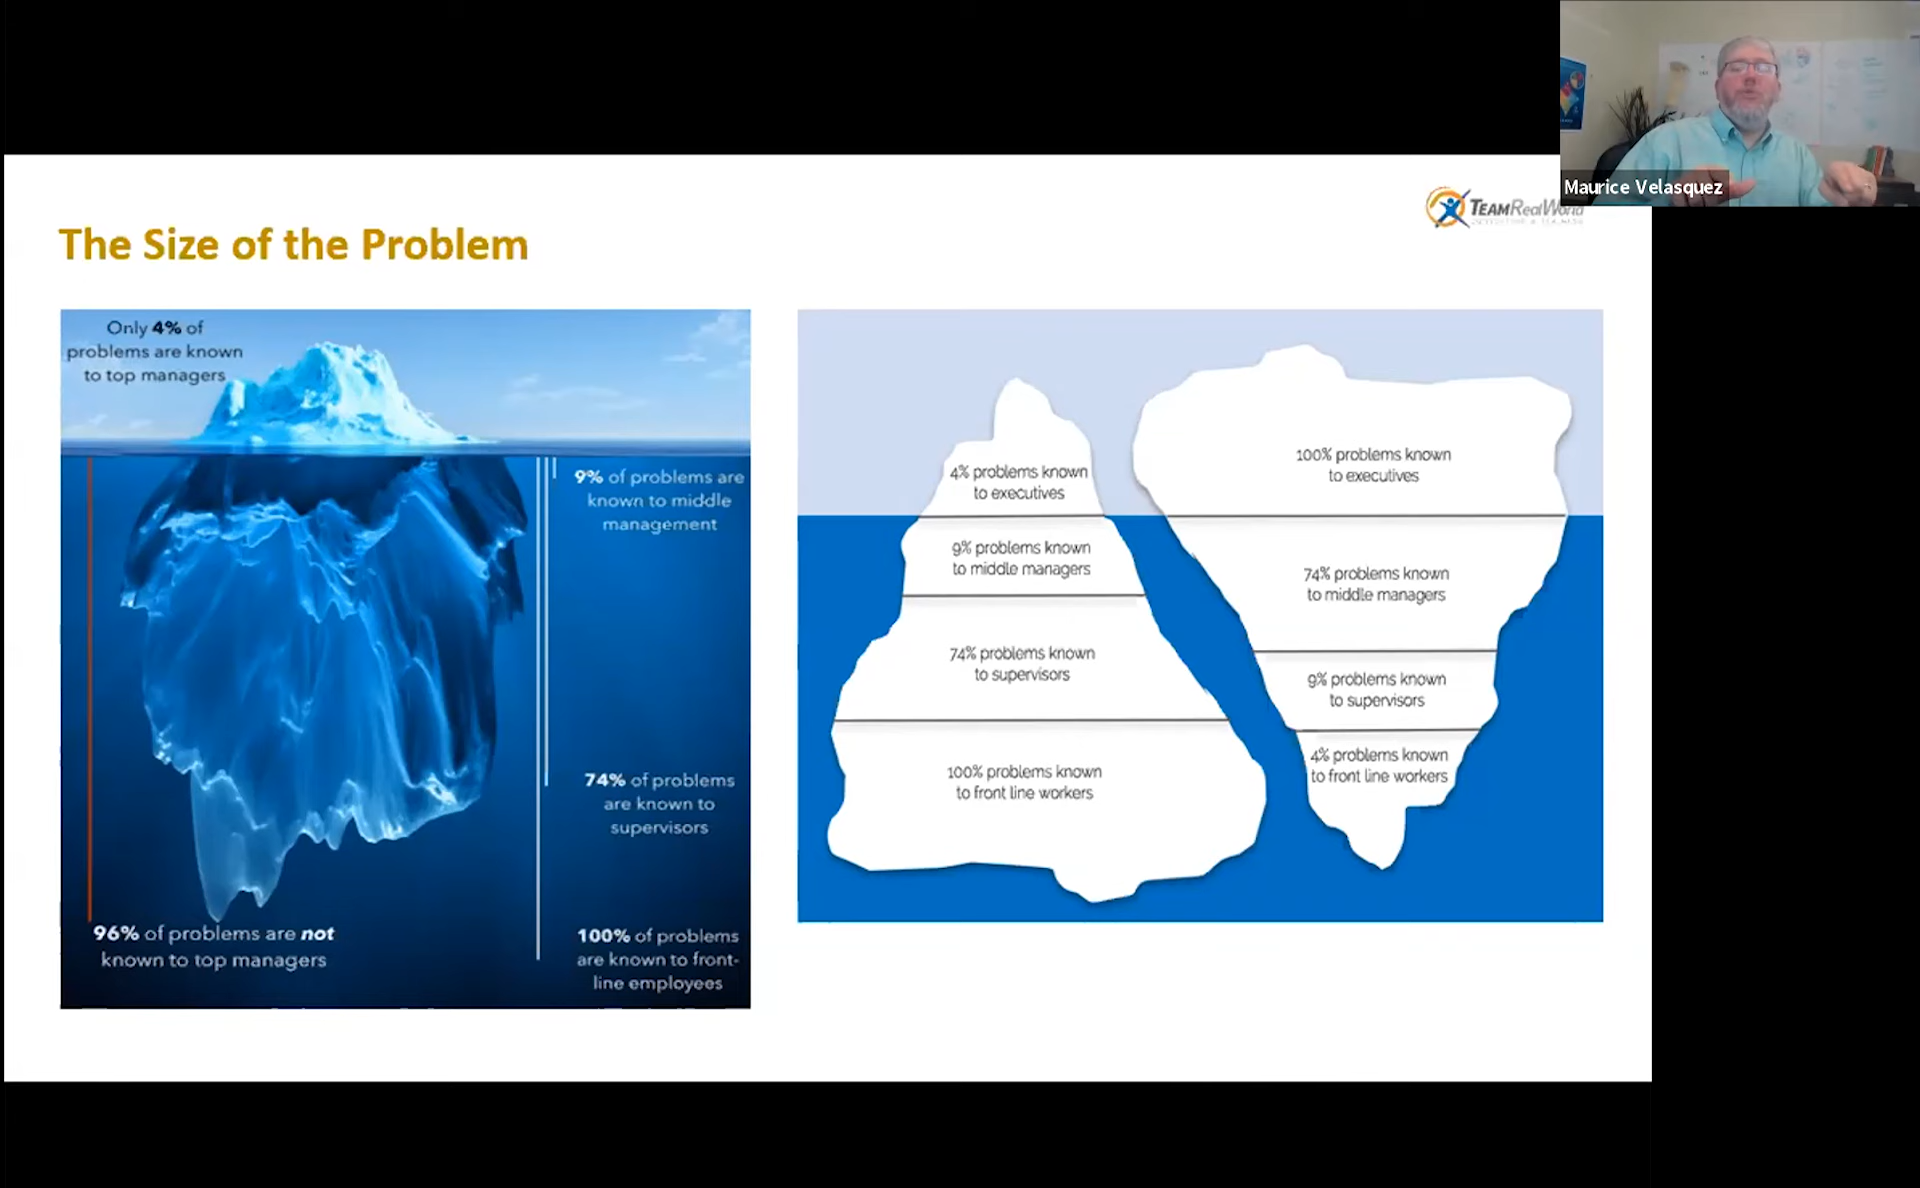 Maurice Velasquez
TEAMRealWorld
The Size of the Problem
Only 4% of
problems are known
to top managers
9% of problems are
known to middle
management
74% of problems
are known to
supervisors
96% of problems are not
known to top managers
100% of problems
are known to front-
line employees
4% problems known
to executives
9% problems known
to middle managers
74% problems known
to supervisors
100% problems known
to front line workers
100% problems known
to executives
74% problems known
to middle managers
9% problems known
to supervisors
4% problems known
to front line workers